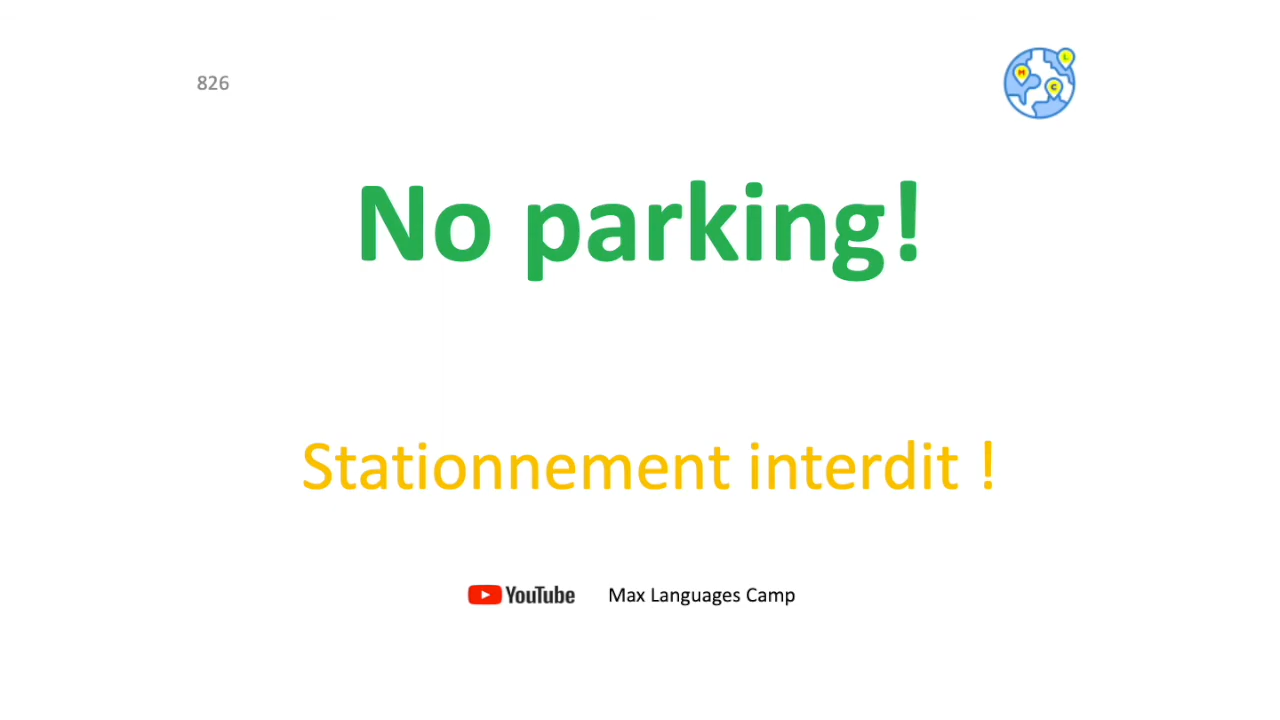 826
L
M
C
No parking!
Stationnement interdit !
YouTube Max Languages Camp